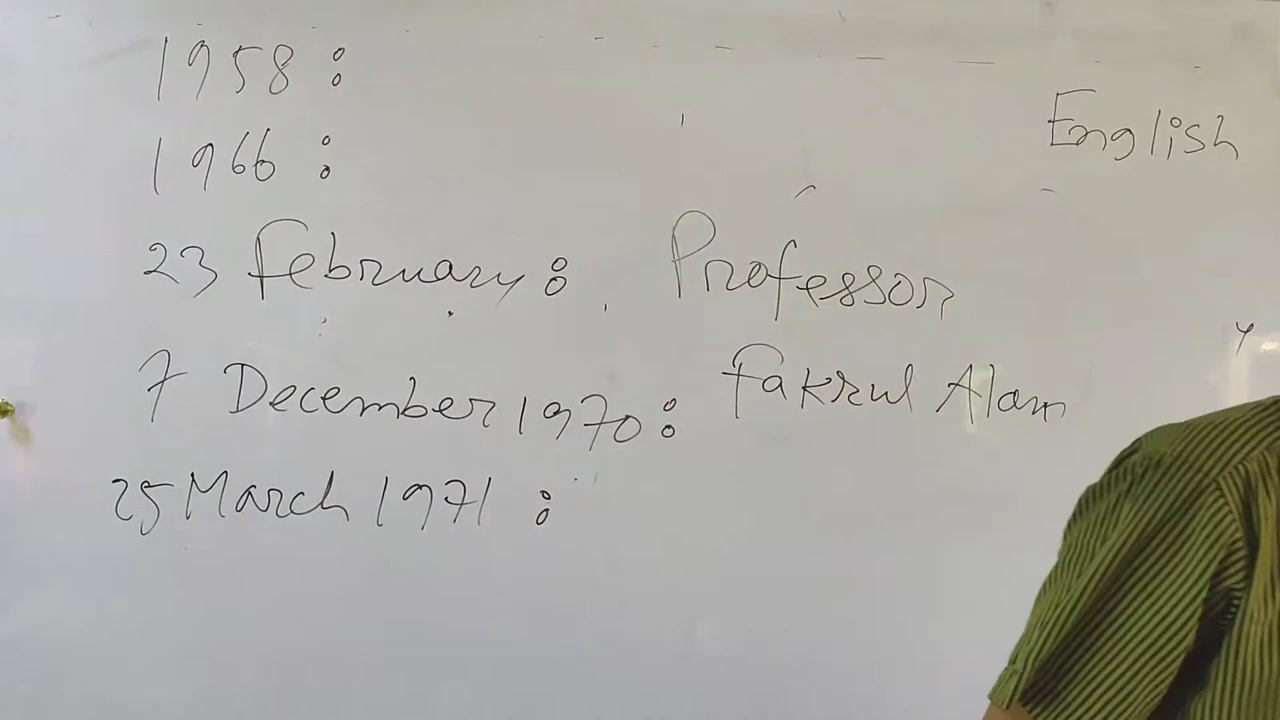 1958 :
1966 :
English
23 February :
Professor
7 December 1970 :
Fakrul Alam
25 March 1971 :